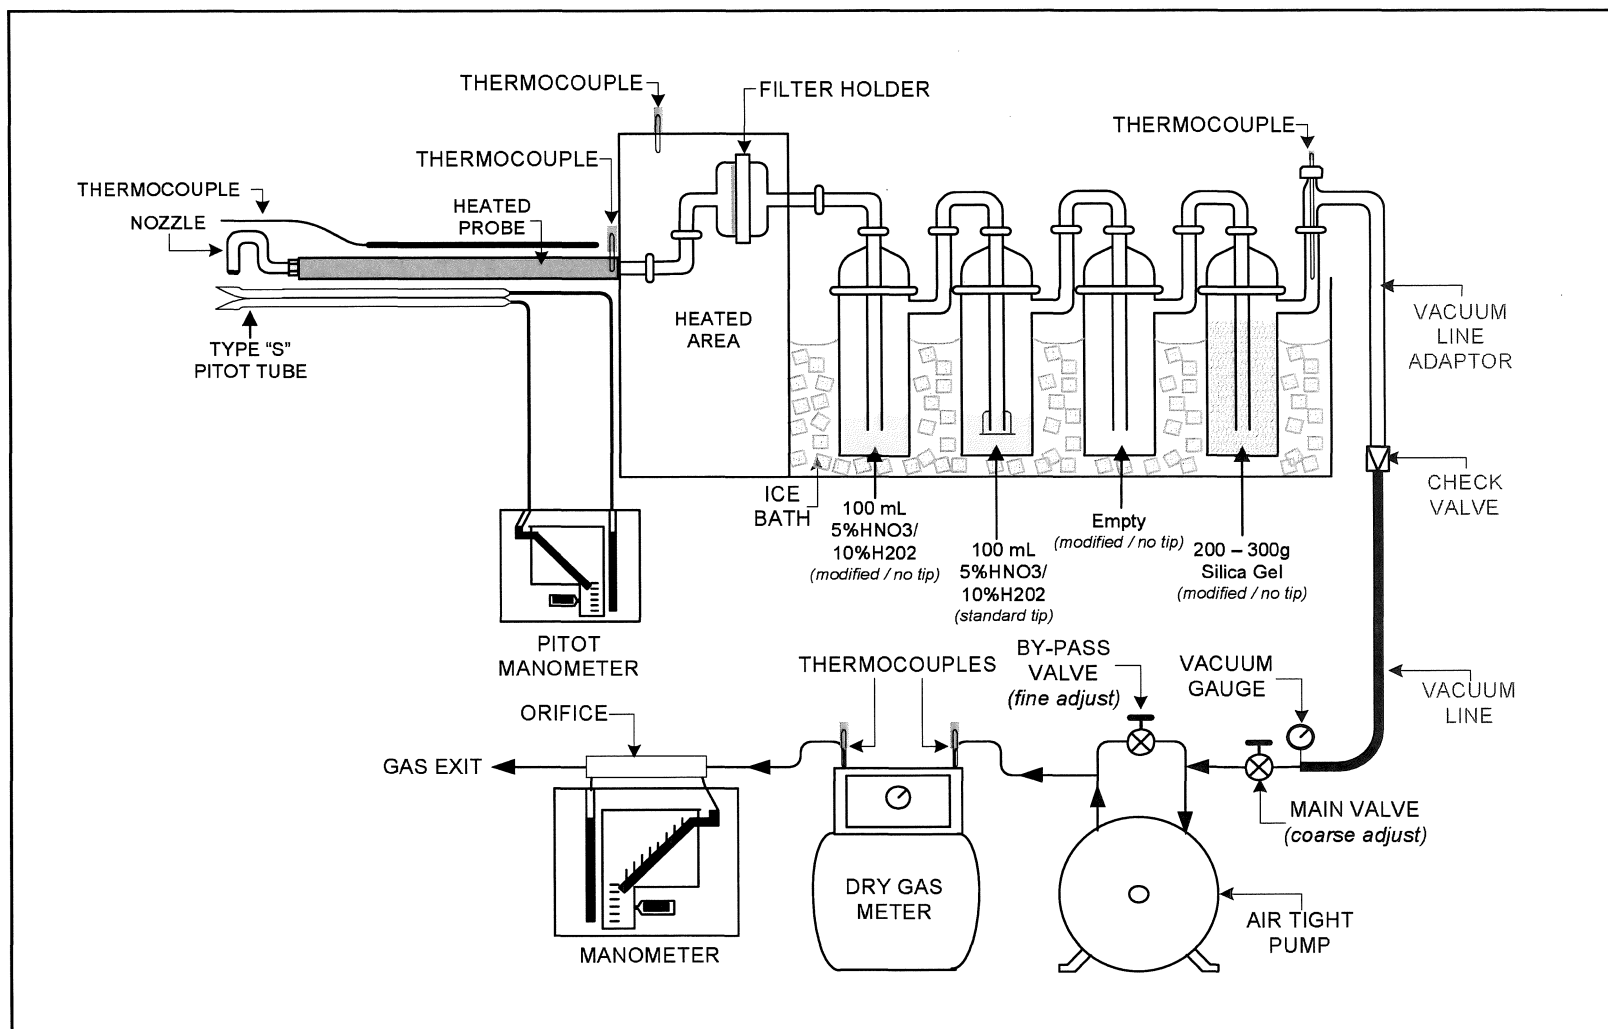 THERMOCOUPLE
FILTER HOLDER
THERMOCOUPLE
THERMOCOUPLE
THERMOCOUPLE
NOZZLE
HEATED
PROBE
TYPE “S”
PITOT TUBE
HEATED
AREA
VACUUM
LINE
ADAPTOR
CHECK
VALVE
ICE
BATH
100 mL
5%HNO3/
10%H202
(modified / no tip)
100 mL
5%HNO3/
10%H202
(standard tip)
Empty
(modified / no tip)
200 – 300g
Silica Gel
(modified / no tip)
PITOT
MANOMETER
THERMOCOUPLES
BY-PASS
VALVE
(fine adjust)
VACUUM
GAUGE
VACUUM
LINE
ORIFICE
GAS EXIT
MAIN VALVE
(coarse adjust)
DRY GAS
METER
AIR TIGHT
PUMP
MANOMETER